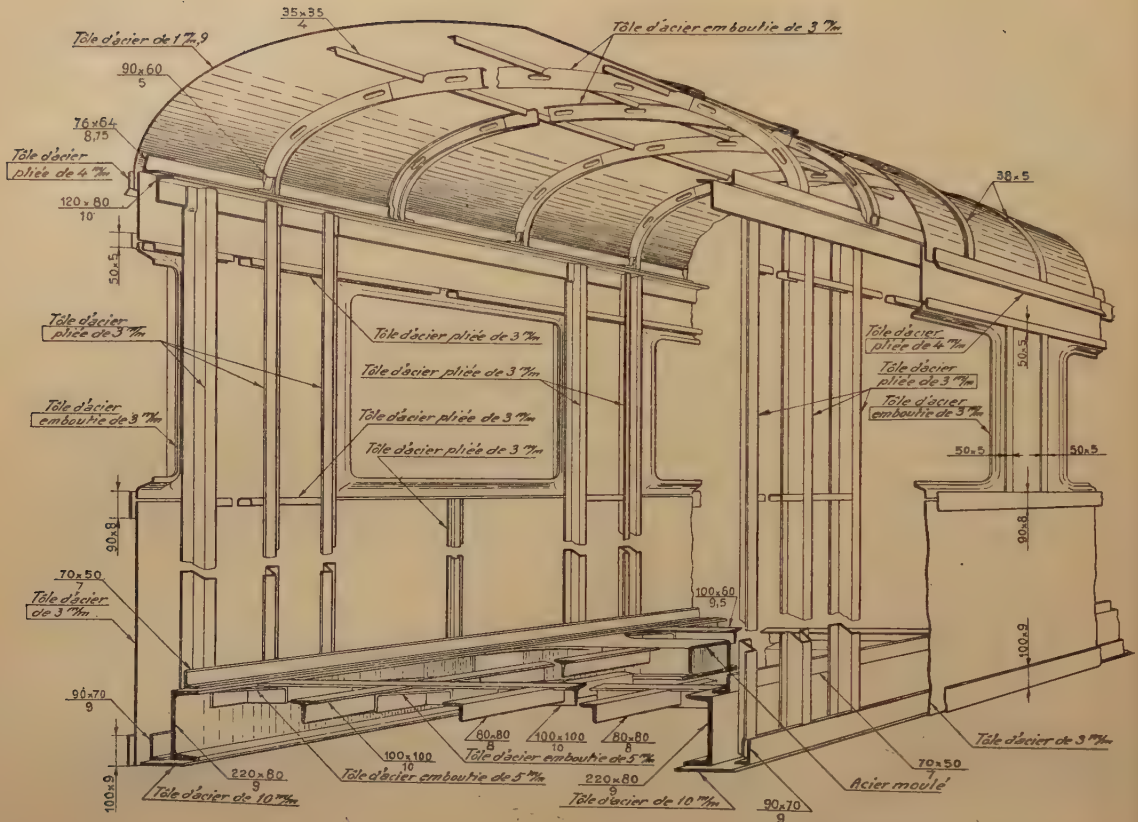 35×35
4
Tôle d'acier emboutie de 3 m/m
Tôle d'acier de 1 m/m,9
90×60
5
76×64
8,75
Tôle d'acier
pliée de 4 m/m
120×80
10
38×5
50×5
Tôle d'acier
pliée de 3 m/m
Tôle d'acier pliée de 3 m/m
Tôle d'acier
pliée de 4 m/m
50×5
Tôle d'acier pliée de 3 m/m
Tôle d'acier
pliée de 3 m/m
Tôle d'acier
emboutie de 3 m/m
Tôle d'acier pliée de 3 m/m
Tôle d'acier
emboutie de 3 m/m
Tôle d'acier pliée de 3 m/m
50×5
50×5
90×8
90×8
70×50
7
Tôle d'acier
de 3 m/m
100×60
9,5
100×9
90×70
9
80×80
8
100×100
10
80×80
8
Tôle d'acier de 3 m/m
100×100
10
Tôle d'acier emboutie de 5 m/m
70×50
7
100×9
220×80
9
Tôle d'acier emboutie de 5 m/m
220×80
9
Acier moulé
Tôle d'acier de 10 m/m
Tôle d'acier de 10 m/m
90×70
9